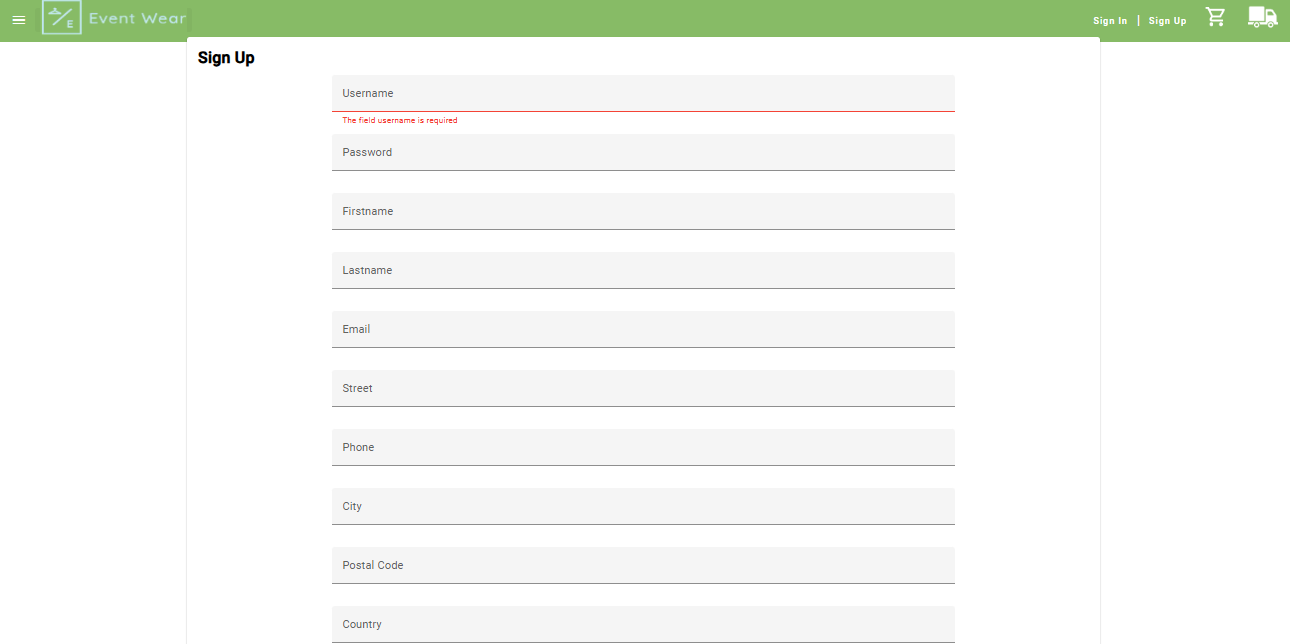 E Event Wear
Sign In | Sign Up
Sign Up
Username
The field username is required
Password
Firstname
Lastname
Email
Street
Phone
City
Postal Code
Country